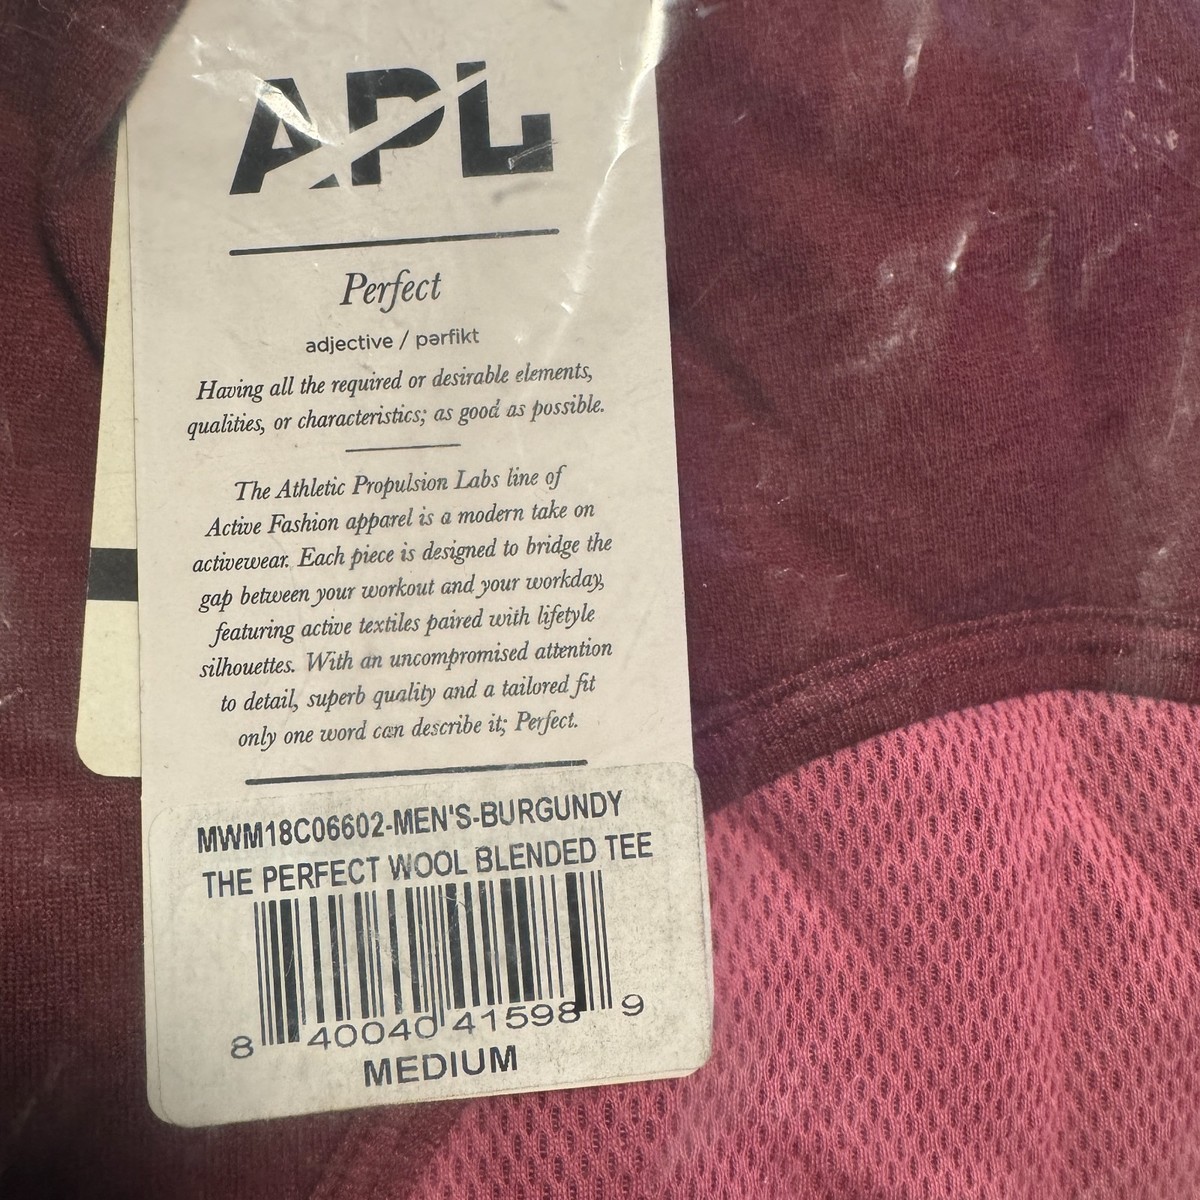 APL
Perfect
adjective / pərfikt
Having all the required or desirable elements,
qualities, or characteristics; as good as possible.
The Athletic Propulsion Labs line of
Active Fashion apparel is a modern take on
activewear. Each piece is designed to bridge the
gap between your workout and your workday,
featuring active textiles paired with lifetyle
silhouettes. With an uncompromised attention
to detail, superb quality and a tailored fit
only one word can describe it; Perfect.
MWM18C06602-MEN'S-BURGUNDY
THE PERFECT WOOL BLENDED TEE
8 40040 41598 9
MEDIUM